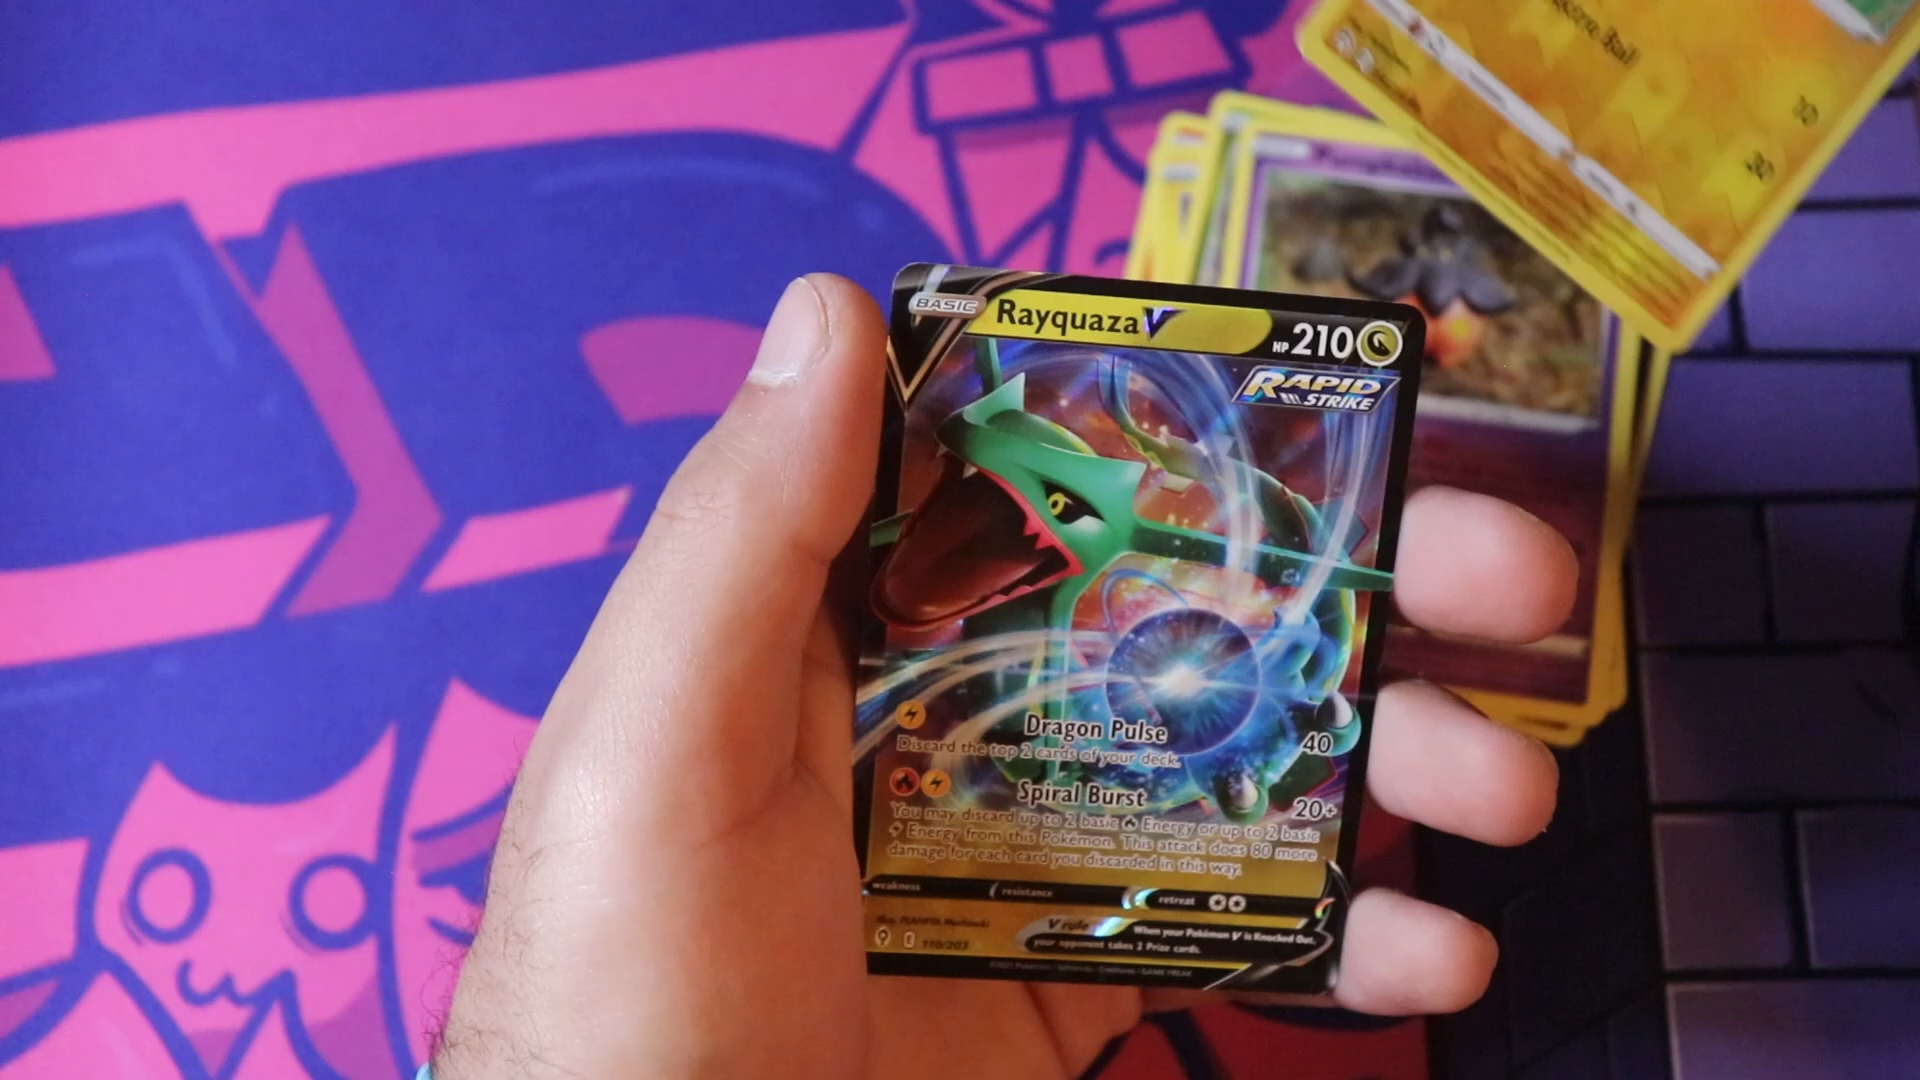 BASIC
Rayquaza V
HP 210
RAPID
STRIKE
Dragon Pulse 40
Discard the top 2 cards of your deck.
Spiral Burst 20+
You may discard up to 2 basic Energy or up to 2 basic
Energy from this Pokémon. This attack does 80 more
damage for each card you discarded in this way.
weakness resistance retreat
V rule When your Pokémon V is Knocked Out,
your opponent takes 2 Prize cards.
E 110/203
30